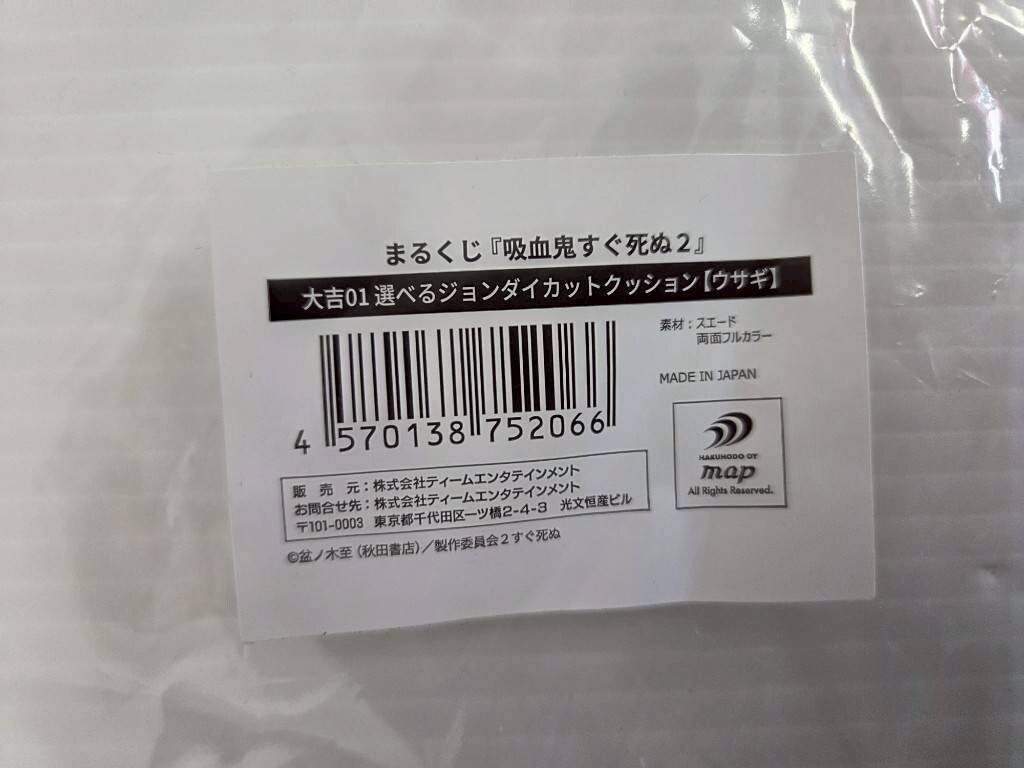 まるくじ『吸血鬼すぐ死ぬ2』
大吉01 選べるジョンダイカットクッション【ウサギ】
素材：スエード
両面フルカラー
MADE IN JAPAN
4 570138 752066
HAKUHODO DY
map
All Rights Reserved.
販 売 元：株式会社ティームエンタテインメント
お問合せ先：株式会社ティームエンタテインメント
〒101-0003 東京都千代田区一ツ橋2-4-3 光文恒産ビル
©盆ノ木至（秋田書店）／製作委員会2すぐ死ぬ